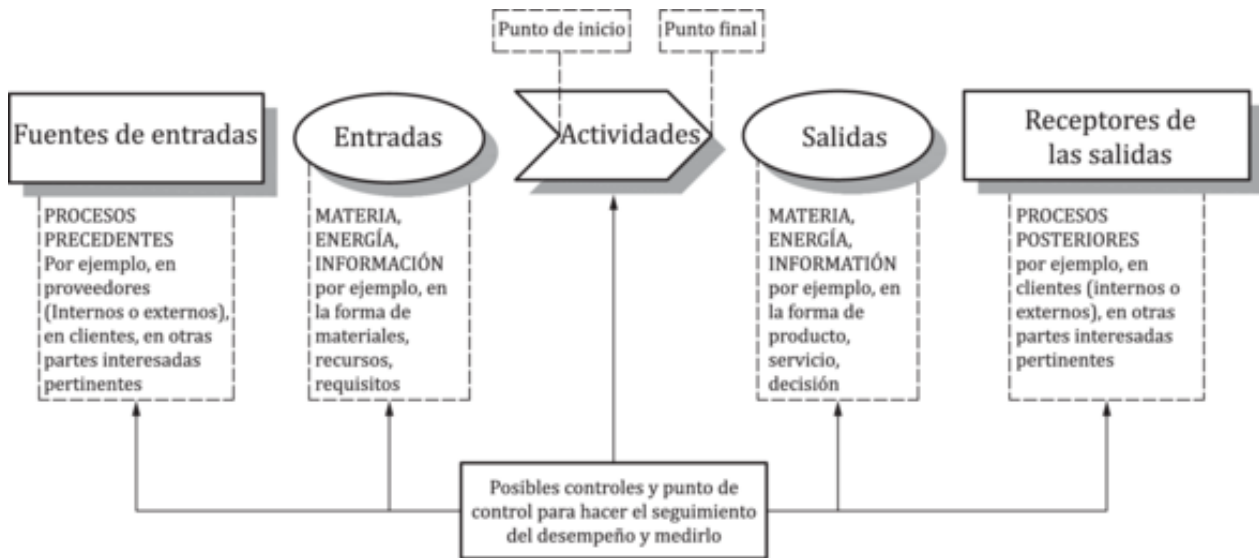 Punto de inicio
Punto final
Fuentes de entradas
Entradas
Actividades
Salidas
Receptores de
las salidas
PROCESOS
PRECEDENTES
Por ejemplo, en
proveedores
(Internos o externos),
en clientes, en otras
partes interesadas
pertinentes
MATERIA,
ENERGÍA,
INFORMACIÓN
por ejemplo, en
la forma de
materiales,
recursos,
requisitos
MATERIA,
ENERGÍA,
INFORMATIÓN
por ejemplo, en
la forma de
producto,
servicio,
decisión
PROCESOS
POSTERIORES
por ejemplo, en
clientes (internos o
externos), en otras
partes interesadas
pertinentes
Posibles controles y punto de
control para hacer el seguimiento
del desempeño y medirlo